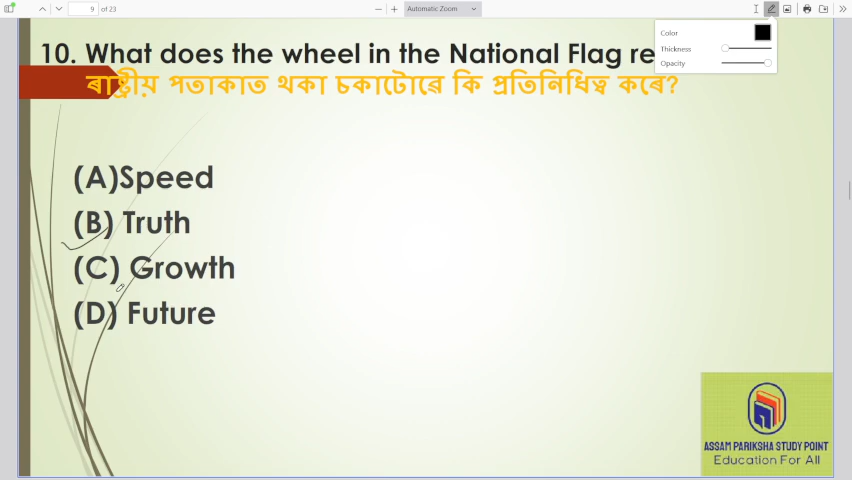 9 of 23
Automatic Zoom
Color
Thickness
Opacity
10. What does the wheel in the National Flag re
ৰাষ্ট্ৰীয় পতাকাত থকা চকাটোৱে কি প্ৰতিনিধিত্ব কৰে?
(A)Speed
(B) Truth
(C) Growth
(D) Future
ASSAM PARIKSHA STUDY POINT
Education For All